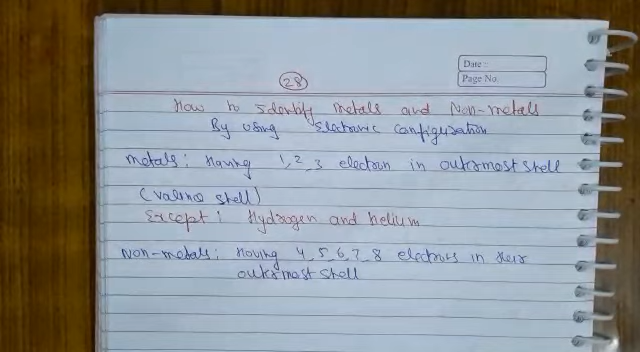 Date :
Page No.
28
How to Identify Metals and Non-metals
By using Electronic Configuration
Metals: Having 1, 2, 3 electron in outermost shell
(Valence shell)
Except: Hydrogen and Helium
Non-metals: Having 4, 5, 6, 7, 8 electrons in their
outermost shell